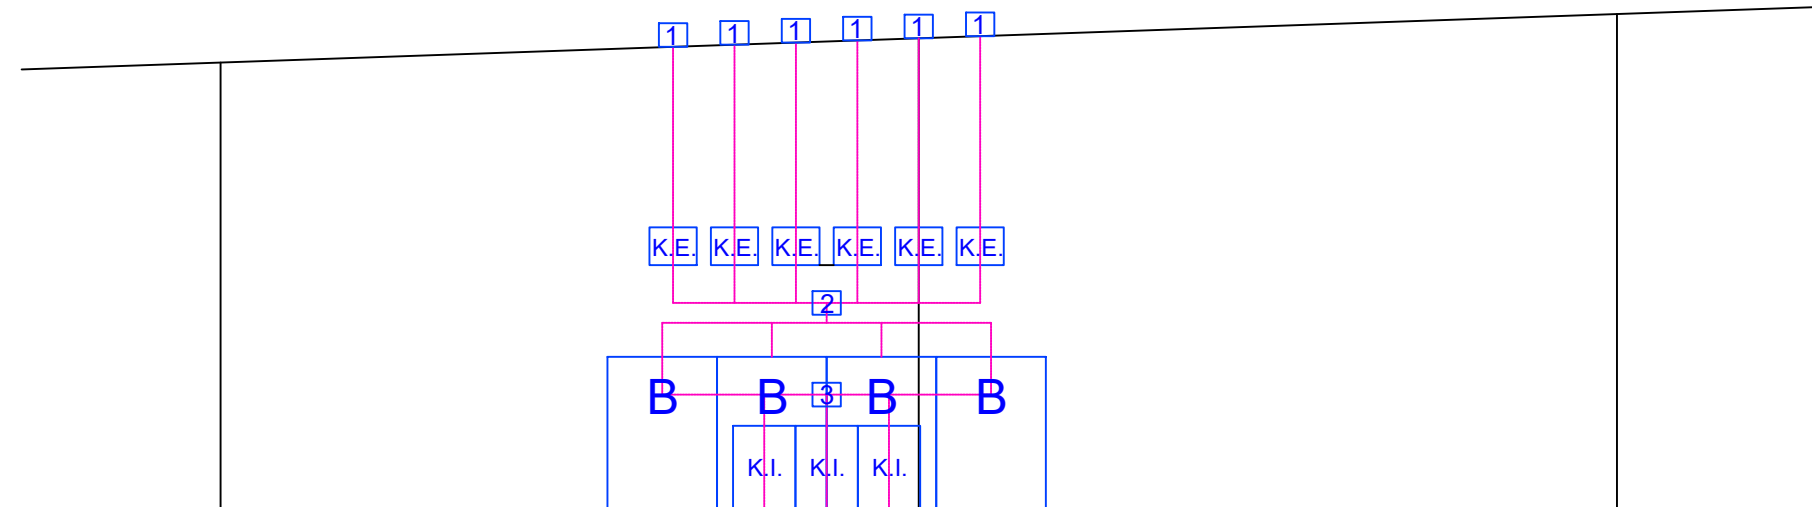 1 1 1 1 1 1
K.E. K.E. K.E. K.E. K.E. K.E.
2
B B 3 B B
K.I. K.I. K.I.